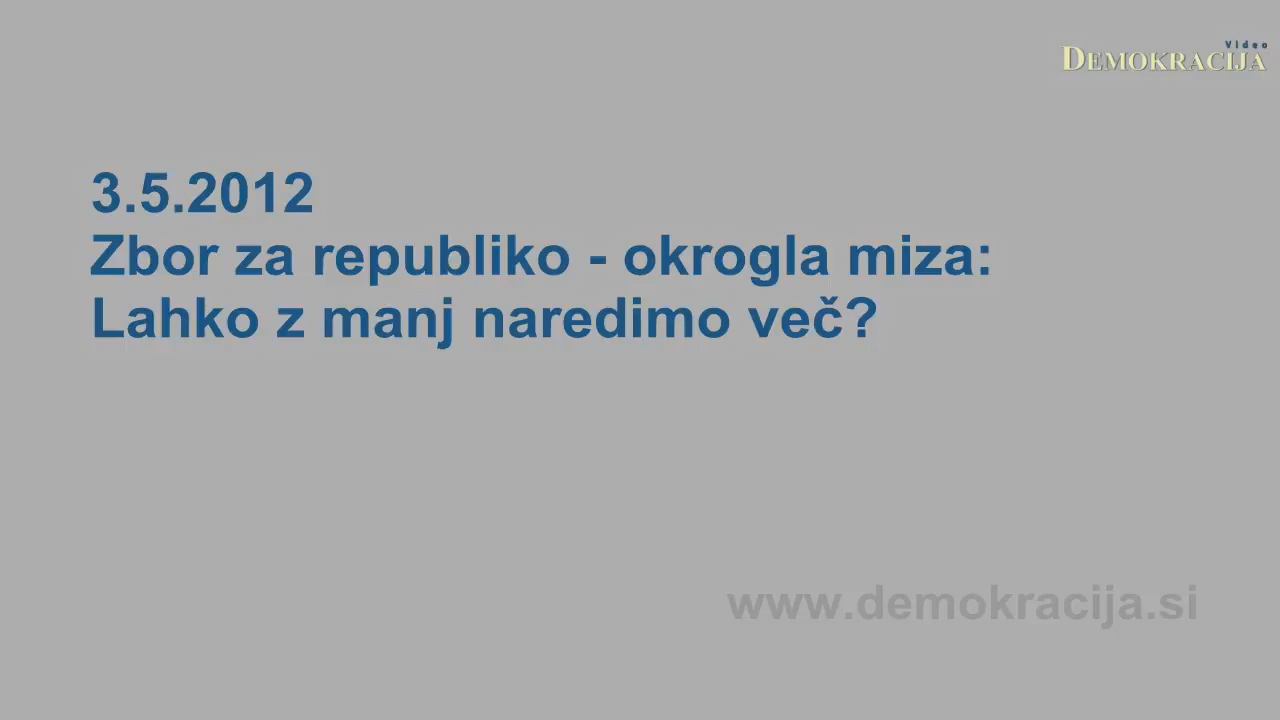 Video
DEMOKRACIJA
3.5.2012
Zbor za republiko - okrogla miza:
Lahko z manj naredimo več?
www.demokracija.si